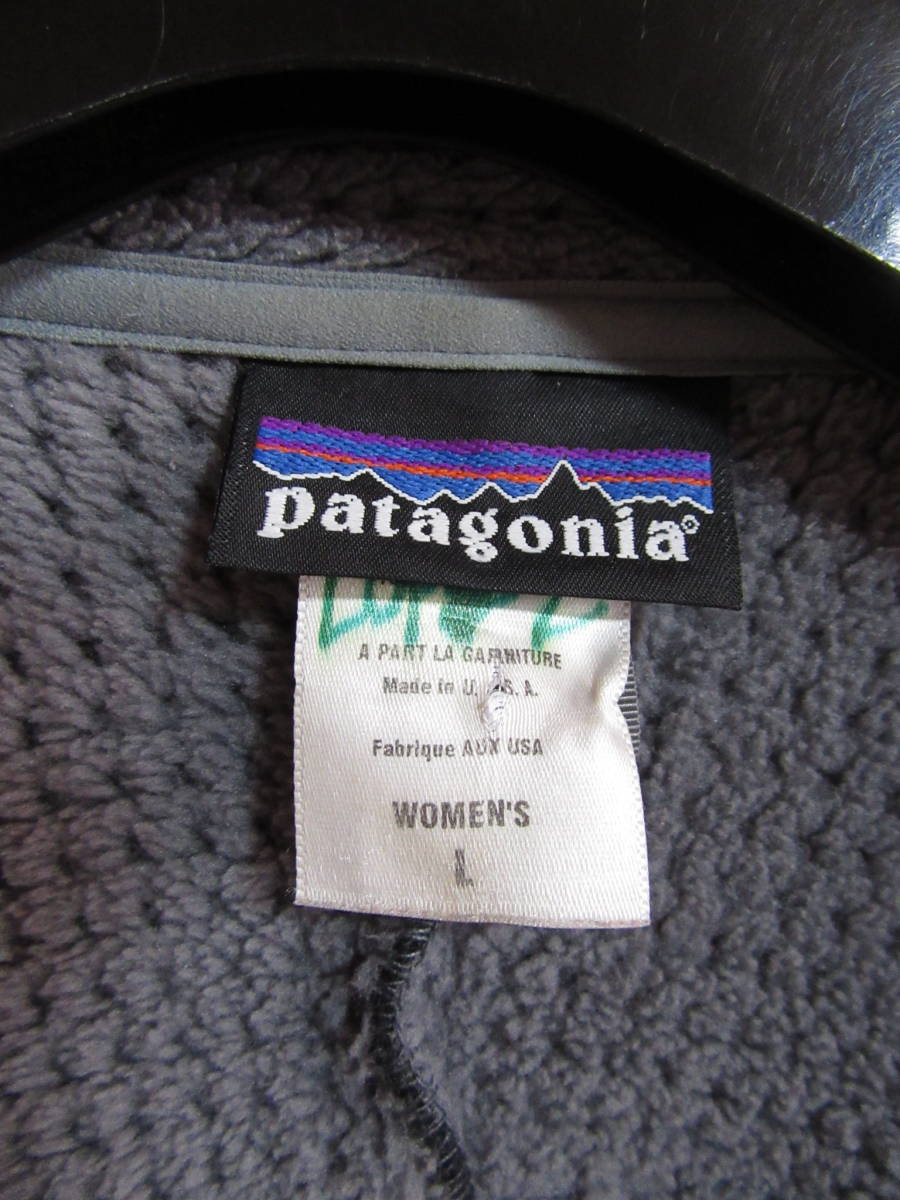 patagonia®
A PART LA GARNITURE
Made in U. S. A.
Fabrique AUX USA
WOMEN'S
L